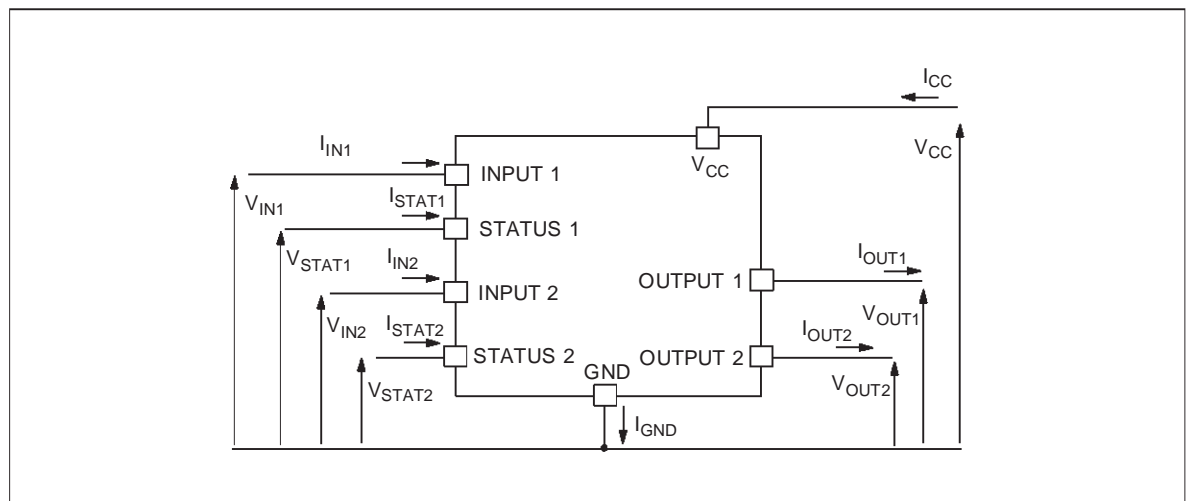 I_CC
V_CC
V_CC
I_IN1
INPUT 1
V_IN1
I_STAT1
STATUS 1
V_STAT1
I_IN2
INPUT 2
V_IN2
I_STAT2
STATUS 2
V_STAT2
OUTPUT 1
I_OUT1
V_OUT1
OUTPUT 2
I_OUT2
V_OUT2
GND
I_GND